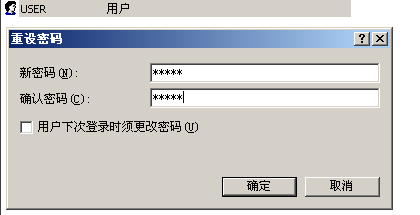 USER 用户
重设密码
新密码(N): *****
确认密码(C): *****
用户下次登录时须更改密码(U)
确定 取消